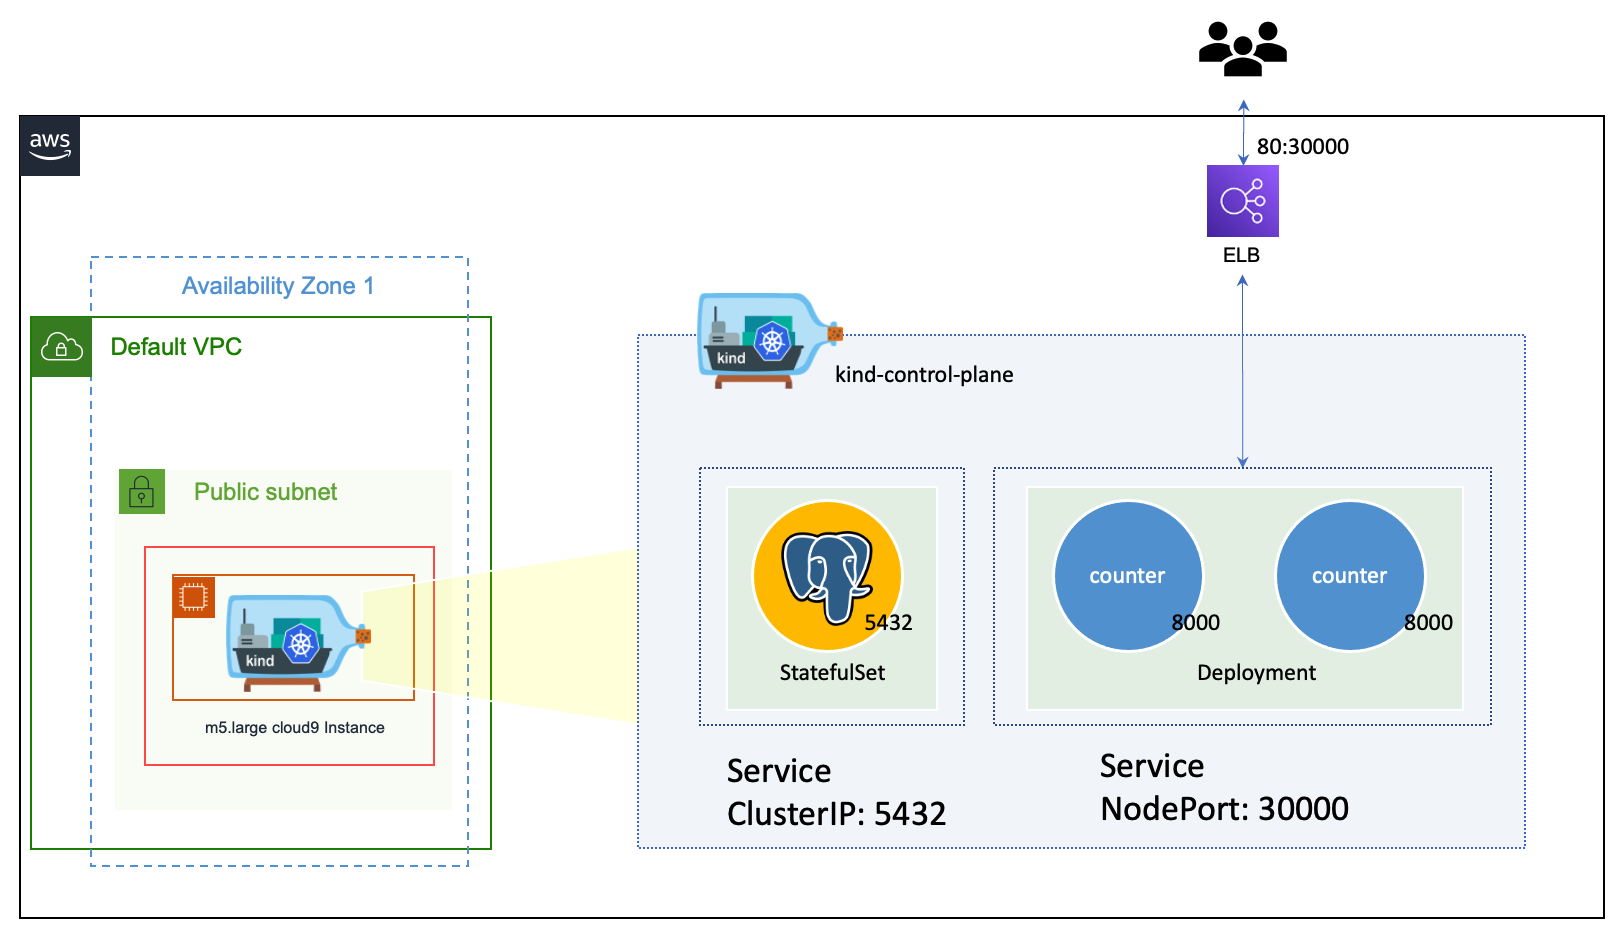 aws
80:30000
ELB
Availability Zone 1
Default VPC
kind
kind-control-plane
Public subnet
kind
m5.large cloud9 Instance
5432
StatefulSet
counter
8000
counter
8000
Deployment
Service
ClusterIP: 5432
Service
NodePort: 30000